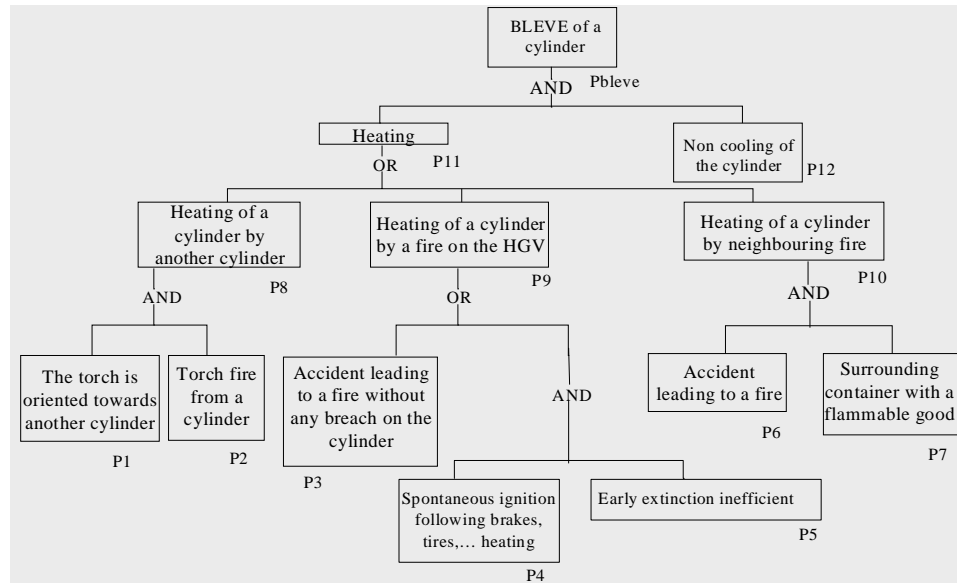 BLEVE of a
cylinder
Pbleve
AND
Heating
P11
OR
Non cooling of
the cylinder
P12
Heating of a
cylinder by
another cylinder
P8
AND
Heating of a cylinder
by a fire on the HGV
P9
OR
Heating of a cylinder
by neighbouring fire
P10
AND
The torch is
oriented towards
another cylinder
P1
Torch fire
from a
cylinder
P2
Accident leading
to a fire without
any breach on the
cylinder
P3
AND
Accident
leading to a fire
P6
Surrounding
container with a
flammable good
P7
Spontaneous ignition
following brakes,
tires,... heating
P4
Early extinction inefficient
P5